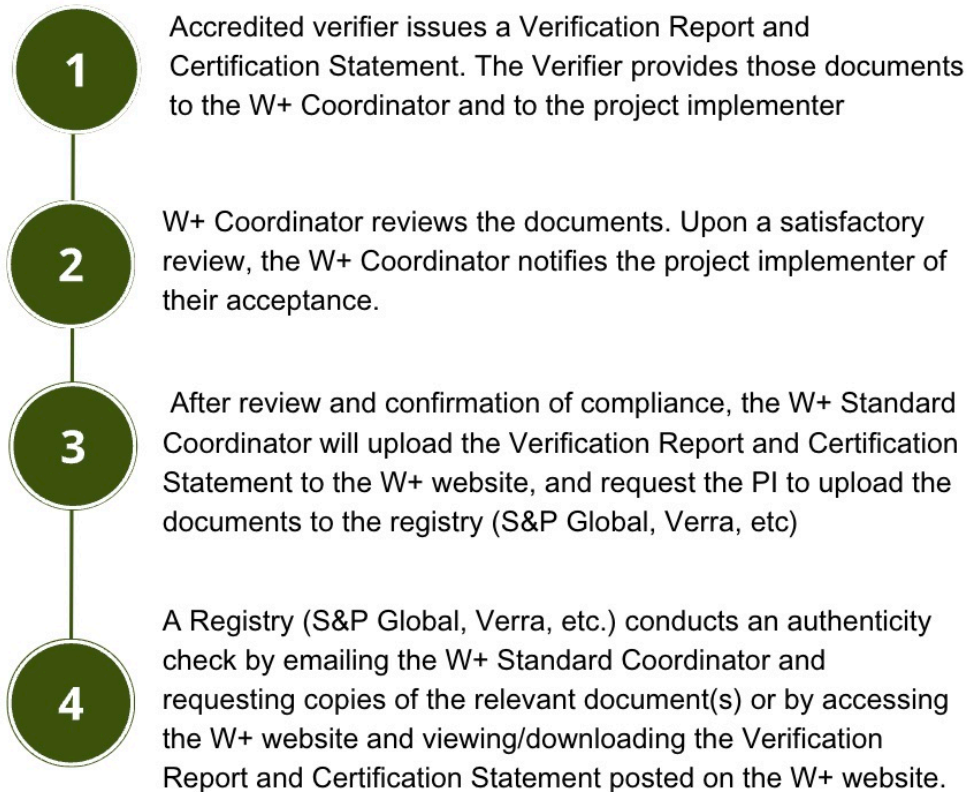 1
Accredited verifier issues a Verification Report and
Certification Statement. The Verifier provides those documents
to the W+ Coordinator and to the project implementer
2
W+ Coordinator reviews the documents. Upon a satisfactory
review, the W+ Coordinator notifies the project implementer of
their acceptance.
3
After review and confirmation of compliance, the W+ Standard
Coordinator will upload the Verification Report and Certification
Statement to the W+ website, and request the PI to upload the
documents to the registry (S&P Global, Verra, etc)
4
A Registry (S&P Global, Verra, etc.) conducts an authenticity
check by emailing the W+ Standard Coordinator and
requesting copies of the relevant document(s) or by accessing
the W+ website and viewing/downloading the Verification
Report and Certification Statement posted on the W+ website.